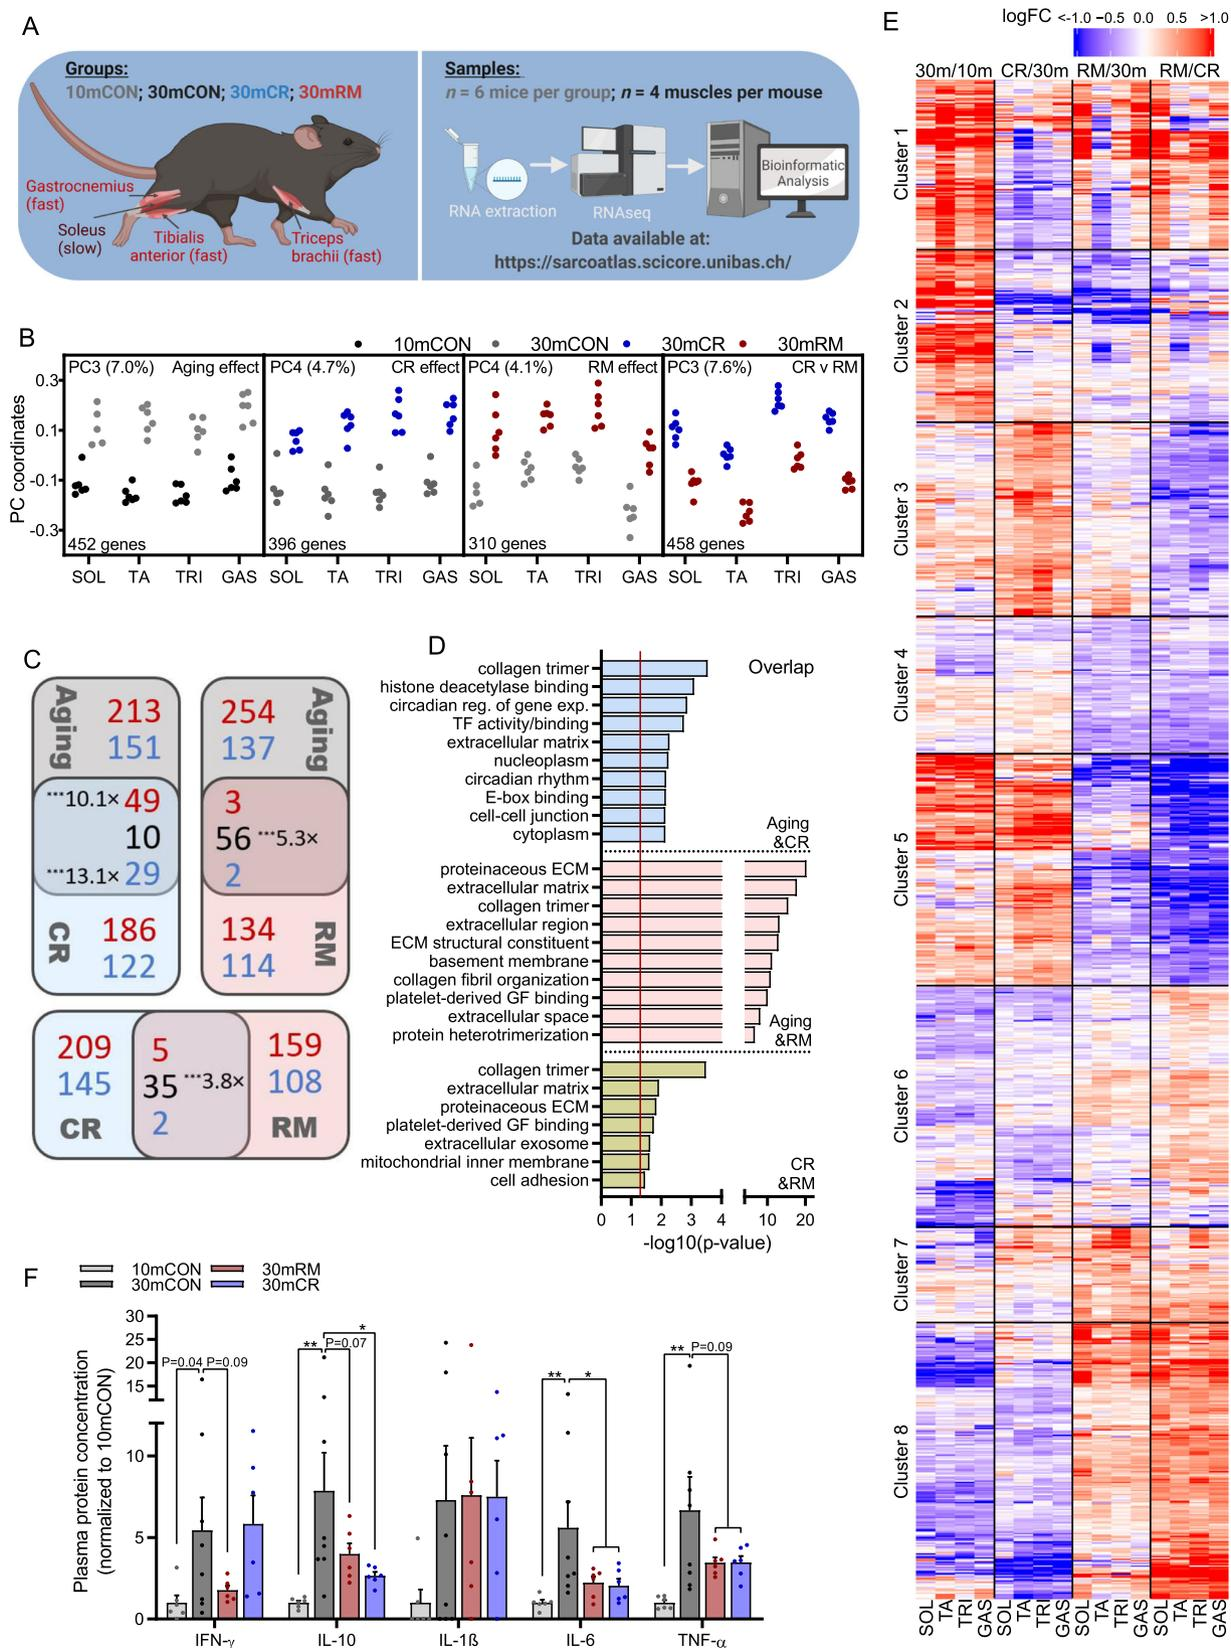 A
Groups:
10mCON; 30mCON; 30mCR; 30mRM
Gastrocnemius
(fast)
Soleus
(slow)
Tibialis
anterior (fast)
Triceps
brachii (fast)
Samples:
n = 6 mice per group; n = 4 muscles per mouse
RNA extraction
RNAseq
Bioinformatic
Analysis
Data available at:
https://sarcoatlas.scicore.unibas.ch/
B
10mCON 30mCON 30mCR 30mRM
PC coordinates
0.3
0.1
-0.1
-0.3
PC3 (7.0%) Aging effect
452 genes
PC4 (4.7%) CR effect
396 genes
PC4 (4.1%) RM effect
310 genes
PC3 (7.6%) CR v RM
458 genes
SOL TA TRI GAS SOL TA TRI GAS SOL TA TRI GAS SOL TA TRI GAS
C
Aging
213
151
***10.1× 49
10
***13.1× 29
CR
186
122
Aging
254
137
3
56 ***5.3×
2
RM
134
114
209
145
CR
5
35 ***3.8×
2
159
108
RM
D
Overlap
collagen trimer
histone deacetylase binding
circadian reg. of gene exp.
TF activity/binding
extracellular matrix
nucleoplasm
circadian rhythm
E-box binding
cell-cell junction
cytoplasm
Aging
&CR
proteinaceous ECM
extracellular matrix
collagen trimer
extracellular region
ECM structural constituent
basement membrane
collagen fibril organization
platelet-derived GF binding
extracellular space
protein heterotrimerization
Aging
&RM
collagen trimer
extracellular matrix
proteinaceous ECM
platelet-derived GF binding
extracellular exosome
mitochondrial inner membrane
cell adhesion
CR
&RM
0 1 2 3 4 10 20
-log10(p-value)
E
logFC <-1.0 -0.5 0.0 0.5 >1.0
30m/10m CR/30m RM/30m RM/CR
Cluster 1
Cluster 2
Cluster 3
Cluster 4
Cluster 5
Cluster 6
Cluster 7
Cluster 8
SOL TA TRI GAS SOL TA TRI GAS SOL TA TRI GAS SOL TA TRI GAS
F
10mCON 30mRM
30mCON 30mCR
Plasma protein concentration
(normalized to 10mCON)
30
25
20
15
10
5
0
P=0.04 P=0.09
** P=0.07
*
** *
** P=0.09
IFN-γ IL-10 IL-1ß IL-6 TNF-α